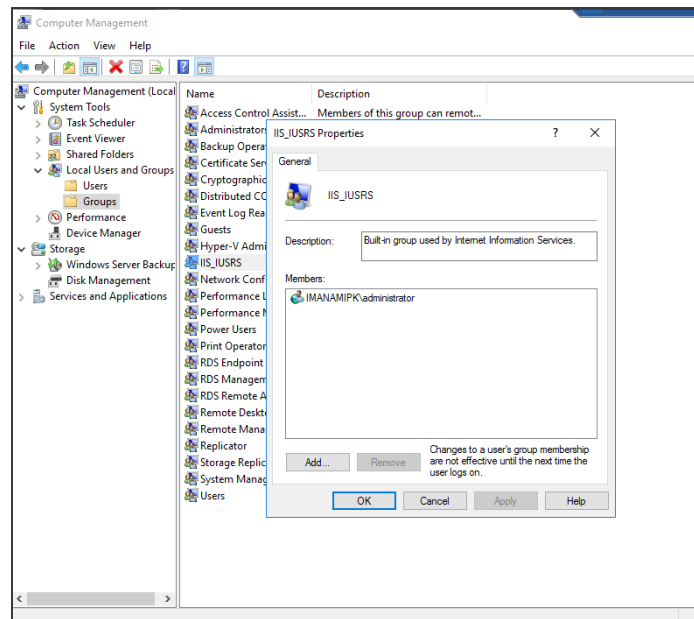 Computer Management
File Action View Help
Computer Management (Local
System Tools
Task Scheduler
Event Viewer
Shared Folders
Local Users and Groups
Users
Groups
Performance
Device Manager
Storage
Windows Server Backup
Disk Management
Services and Applications
Name Description
Access Control Assist... Members of this group can remot...
Administrators
Backup Opera
Certificate Serv
Cryptographic
Distributed CO
Event Log Rea
Guests
Hyper-V Admi
IIS_IUSRS
Network Conf
Performance L
Performance M
Power Users
Print Operator
RDS Endpoint
RDS Managem
RDS Remote A
Remote Deskt
Remote Mana
Replicator
Storage Replic
System Manag
Users
IIS_IUSRS Properties ? X
General
IIS_IUSRS
Description: Built-in group used by Internet Information Services.
Members:
IMANAMIPK\administrator
Add... Remove
Changes to a user's group membership
are not effective until the next time the
user logs on.
OK Cancel Apply Help